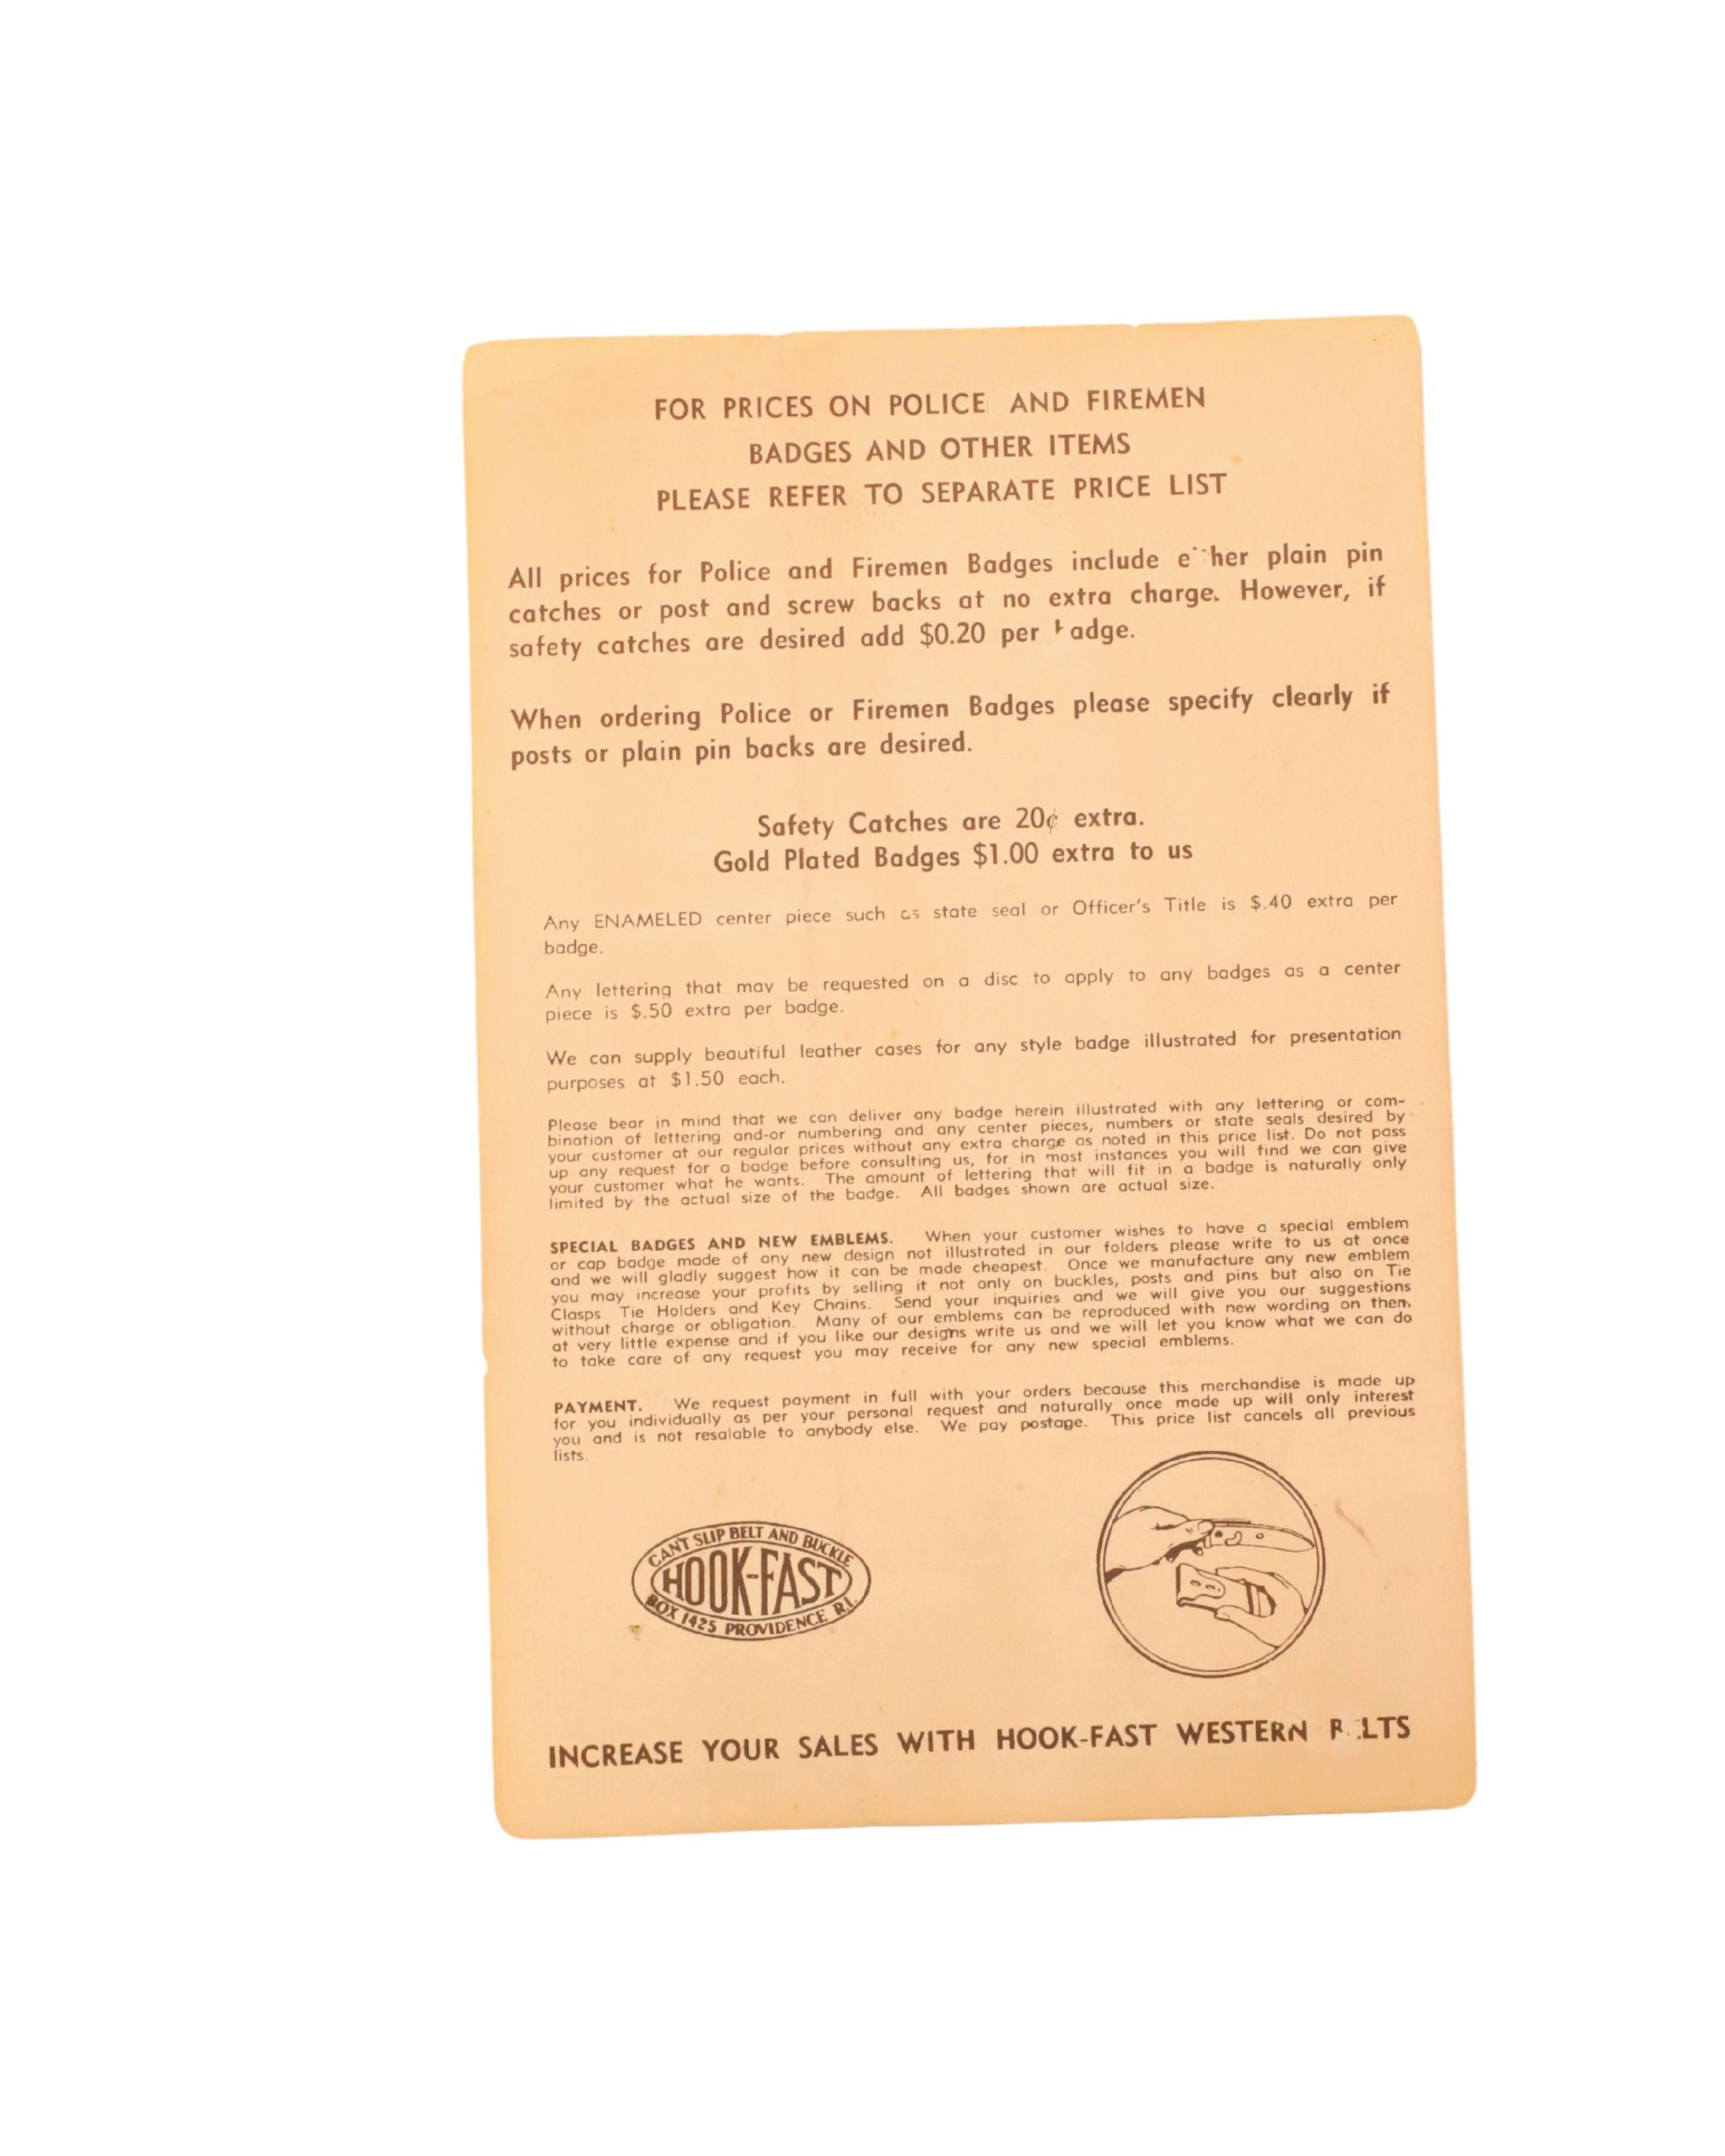 FOR PRICES ON POLICE AND FIREMEN
BADGES AND OTHER ITEMS
PLEASE REFER TO SEPARATE PRICE LIST
All prices for Police and Firemen Badges include either plain pin
catches or post and screw backs at no extra charge. However, if
safety catches are desired add $0.20 per badge.
When ordering Police or Firemen Badges please specify clearly if
posts or plain pin backs are desired.
Safety Catches are 20¢ extra.
Gold Plated Badges $1.00 extra to us
Any ENAMELED center piece such as state seal or Officer's Title is $.40 extra per
badge.
Any lettering that may be requested on a disc to apply to any badges as a center
piece is $.50 extra per badge.
We can supply beautiful leather cases for any style badge illustrated for presentation
purposes at $1.50 each.
Please bear in mind that we can deliver any badge herein illustrated with any lettering or com-
bination of lettering and-or numbering and any center pieces, numbers or state seals desired by
your customer at our regular prices without any extra charge as noted in this price list. Do not pass
up any request for a badge before consulting us, for in most instances you will find we can give
your customer what he wants. The amount of lettering that will fit in a badge is naturally only
limited by the actual size of the badge. All badges shown are actual size.
SPECIAL BADGES AND NEW EMBLEMS. When your customer wishes to have a special emblem
or cap badge made of any new design not illustrated in our folders please write to us at once
and we will gladly suggest how it can be made cheapest. Once we manufacture any new emblem
you may increase your profits by selling it not only on buckles, posts and pins but also on Tie
Clasps Tie Holders and Key Chains. Send your inquiries and we will give you our suggestions
without charge or obligation. Many of our emblems can be reproduced with new wording on them
at very little expense and if you like our designs write us and we will let you know what we can do
to take care of any request you may receive for any new special emblems.
PAYMENT. We request payment in full with your orders because this merchandise is made up
for you individually as per your personal request and naturally once made up will only interest
you and is not resalable to anybody else. We pay postage. This price list cancels all previous
lists.
CANT SLIP BELT AND BUCKLE
HOOK-FAST
BOX 1425 PROVIDENCE R.I.
INCREASE YOUR SALES WITH HOOK-FAST WESTERN BELTS